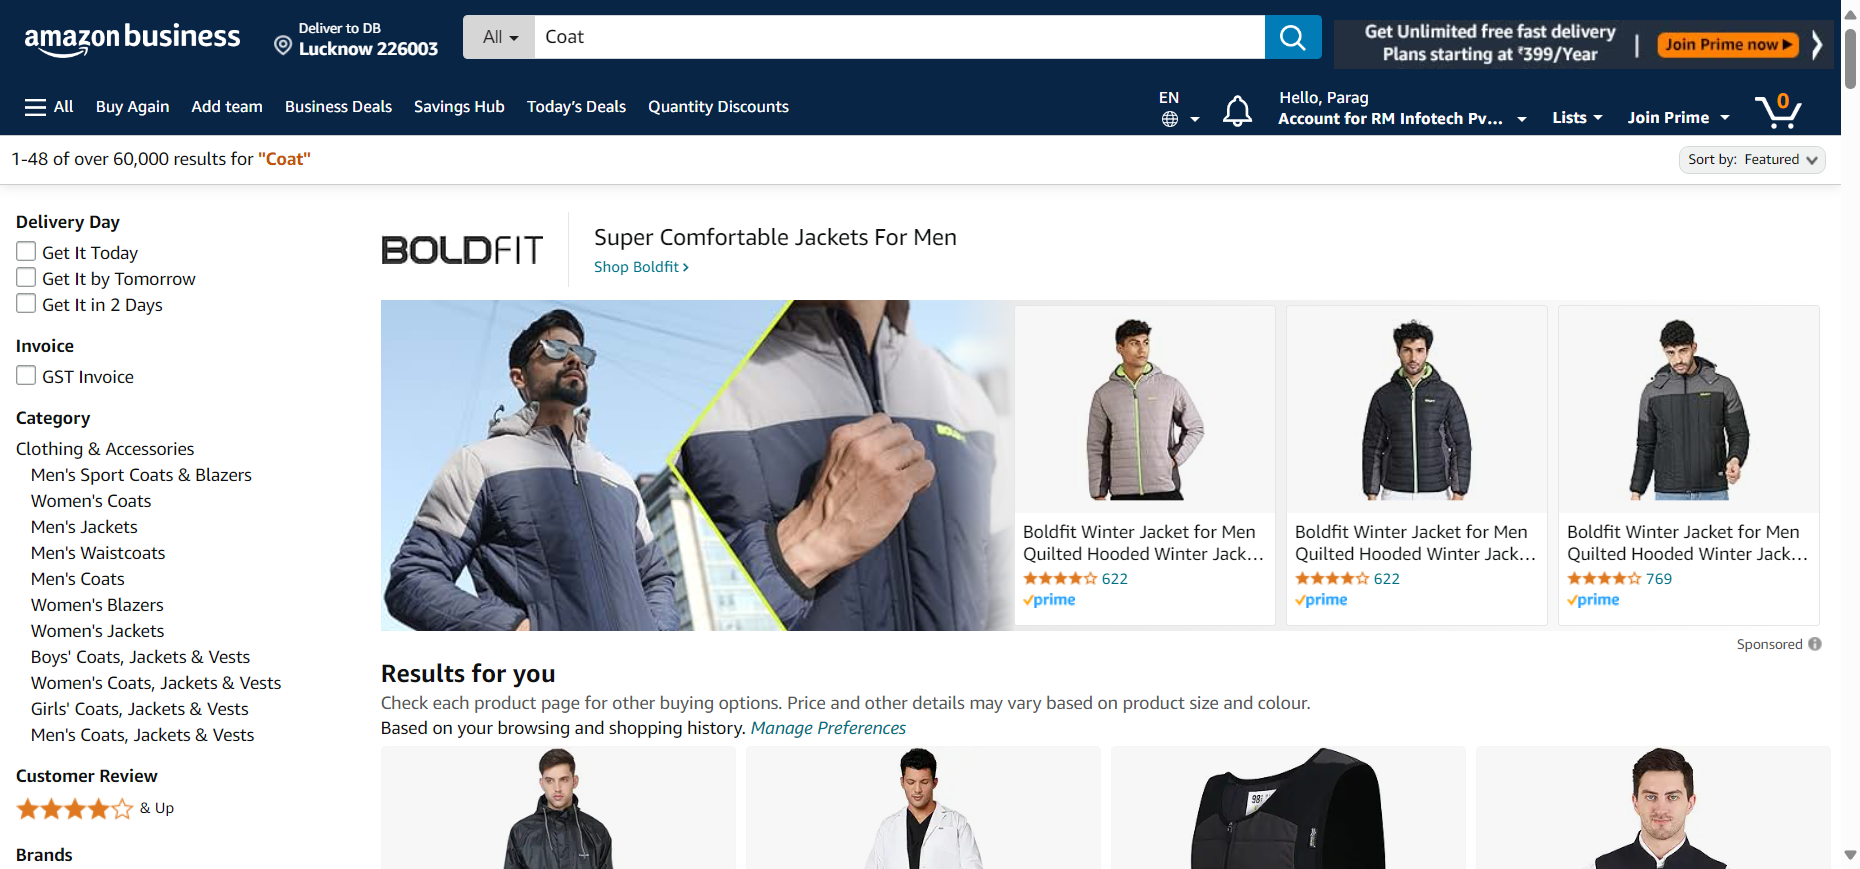 amazon business
Deliver to DB
Lucknow 226003
All
Coat
Get Unlimited free fast delivery
Plans starting at ₹399/Year
Join Prime now
All
Buy Again
Add team
Business Deals
Savings Hub
Today's Deals
Quantity Discounts
EN
Hello, Parag
Account for RM Infotech Pv...
Lists
Join Prime
0
1-48 of over 60,000 results for "Coat"
Sort by: Featured
Delivery Day
Get It Today
Get It by Tomorrow
Get It in 2 Days
Invoice
GST Invoice
Category
Clothing & Accessories
Men's Sport Coats & Blazers
Women's Coats
Men's Jackets
Men's Waistcoats
Men's Coats
Women's Blazers
Women's Jackets
Boys' Coats, Jackets & Vests
Women's Coats, Jackets & Vests
Girls' Coats, Jackets & Vests
Men's Coats, Jackets & Vests
Customer Review
& Up
Brands
BOLDFIT
Super Comfortable Jackets For Men
Shop Boldfit
Boldfit Winter Jacket for Men
Quilted Hooded Winter Jack...
622
prime
Boldfit Winter Jacket for Men
Quilted Hooded Winter Jack...
622
prime
Boldfit Winter Jacket for Men
Quilted Hooded Winter Jack...
769
prime
Sponsored
Results for you
Check each product page for other buying options. Price and other details may vary based on product size and colour.
Based on your browsing and shopping history. Manage Preferences